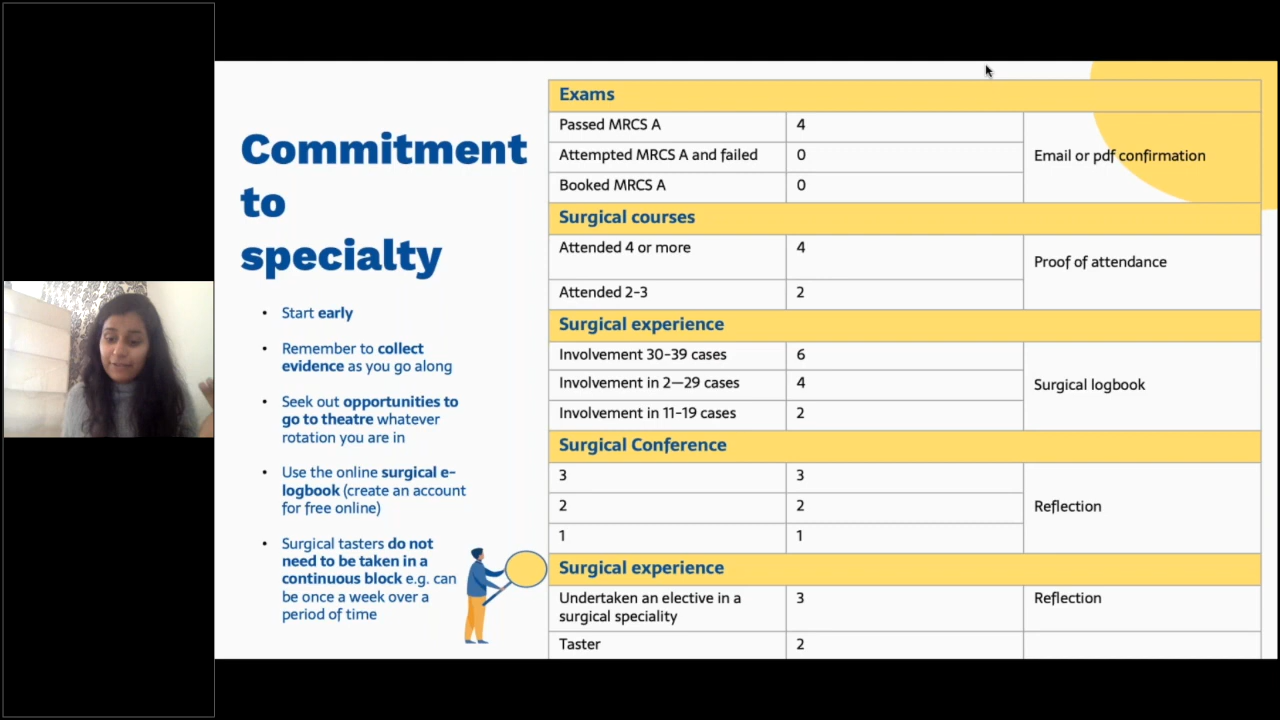 Commitment
to
specialty
• Start early
• Remember to collect
evidence as you go along
• Seek out opportunities to
go to theatre whatever
rotation you are in
• Use the online surgical e-
logbook (create an account
for free online)
• Surgical tasters do not
need to be taken in a
continuous block e.g. can
be once a week over a
period of time
Exams
Passed MRCS A 4
Attempted MRCS A and failed 0 Email or pdf confirmation
Booked MRCS A 0
Surgical courses
Attended 4 or more 4
Proof of attendance
Attended 2-3 2
Surgical experience
Involvement 30-39 cases 6
Involvement in 2—29 cases 4 Surgical logbook
Involvement in 11-19 cases 2
Surgical Conference
3 3
2 2 Reflection
1 1
Surgical experience
Undertaken an elective in a 3 Reflection
surgical speciality
Taster 2